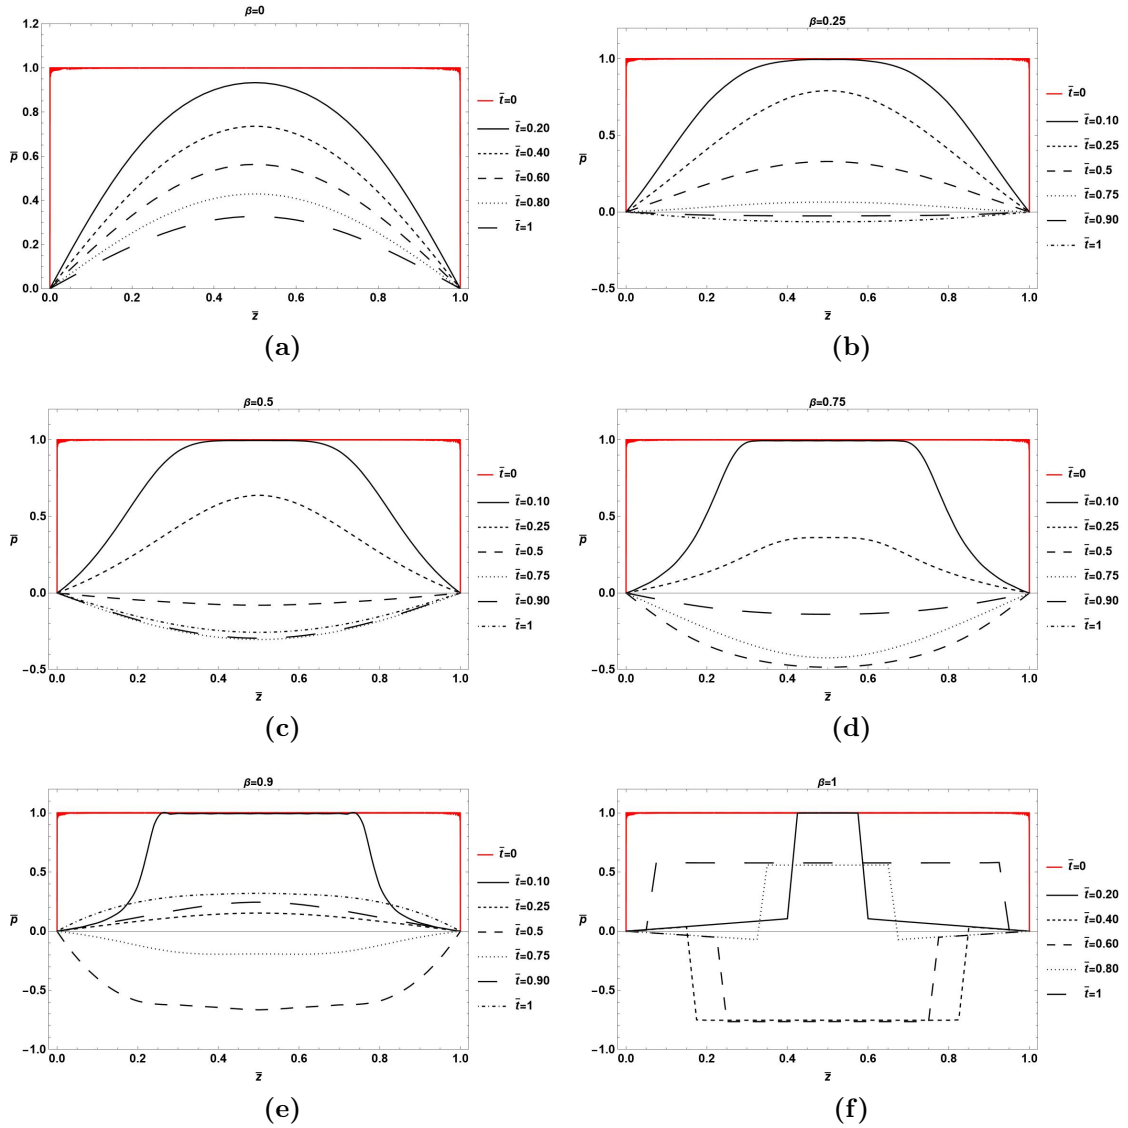 β=0
1.2
1.0
0.8
0.6
0.4
0.2
0.0
p̅
0.0 0.2 0.4 0.6 0.8 1.0
z̅
t̅=0
t̅=0.20
t̅=0.40
t̅=0.60
t̅=0.80
t̅=1
(a)
β=0.25
1.0
0.5
0.0
−0.5
p̅
0.0 0.2 0.4 0.6 0.8 1.0
z̅
t̅=0
t̅=0.10
t̅=0.25
t̅=0.5
t̅=0.75
t̅=0.90
t̅=1
(b)
β=0.5
1.0
0.5
0.0
−0.5
p̅
0.0 0.2 0.4 0.6 0.8 1.0
z̅
t̅=0
t̅=0.10
t̅=0.25
t̅=0.5
t̅=0.75
t̅=0.90
t̅=1
(c)
β=0.75
1.0
0.5
0.0
−0.5
p̅
0.0 0.2 0.4 0.6 0.8 1.0
z̅
t̅=0
t̅=0.10
t̅=0.25
t̅=0.5
t̅=0.75
t̅=0.90
t̅=1
(d)
β=0.9
1.0
0.5
0.0
−0.5
−1.0
p̅
0.0 0.2 0.4 0.6 0.8 1.0
z̅
t̅=0
t̅=0.10
t̅=0.25
t̅=0.5
t̅=0.75
t̅=0.90
t̅=1
(e)
β=1
1.0
0.5
0.0
−0.5
−1.0
p̅
0.0 0.2 0.4 0.6 0.8 1.0
z̅
t̅=0
t̅=0.20
t̅=0.40
t̅=0.60
t̅=0.80
t̅=1
(f)